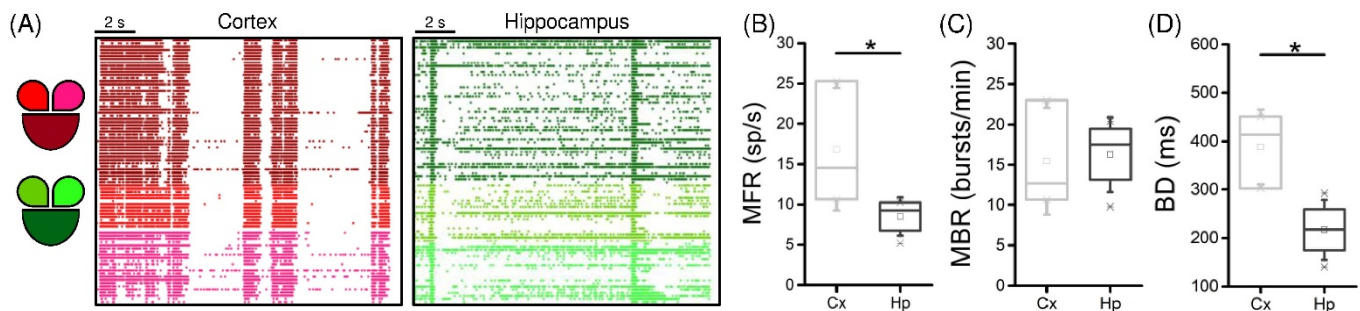 (A)
2 s
Cortex
2 s
Hippocampus
(B)
MFR (sp/s)
30
25
20
15
10
5
0
*
Cx
Hp
(C)
MBR (bursts/min)
30
25
20
15
10
5
0
Cx
Hp
(D)
BD (ms)
600
500
400
300
200
100
*
Cx
Hp